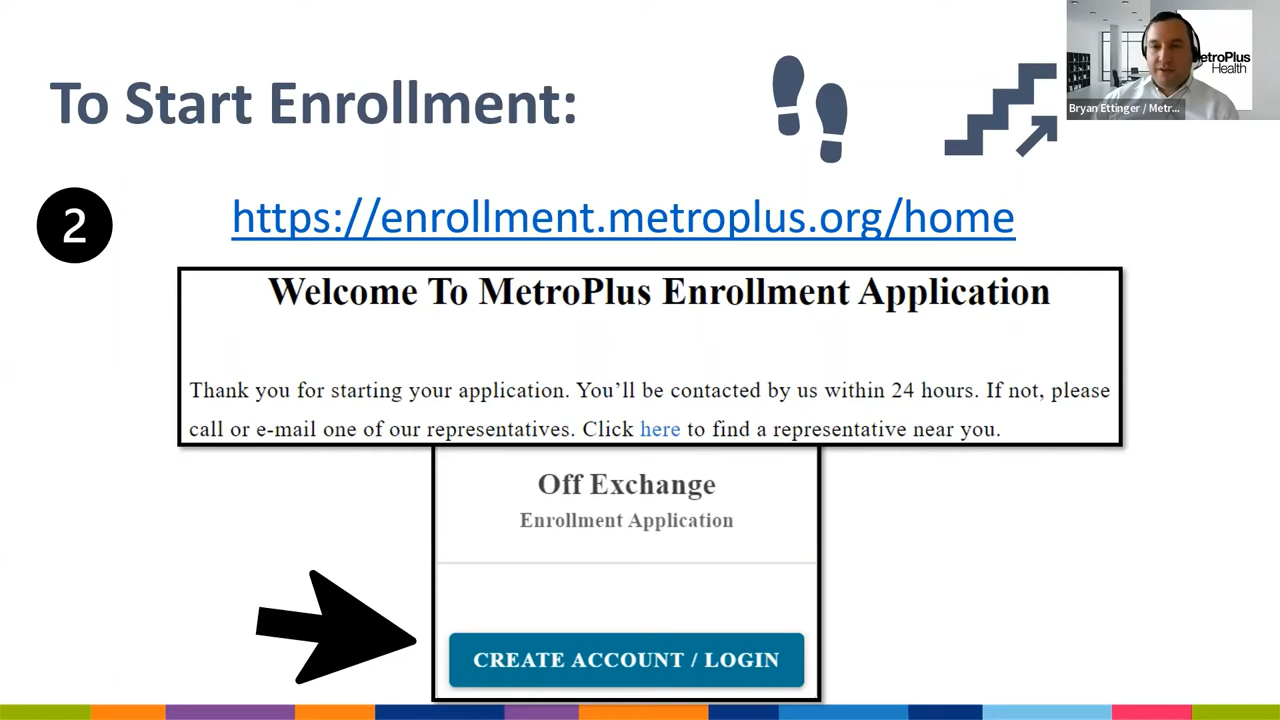 To Start Enrollment:
etroPlus
Health
Bryan Ettinger / Metr...
2
https://enrollment.metroplus.org/home
Welcome To MetroPlus Enrollment Application
Thank you for starting your application. You’ll be contacted by us within 24 hours. If not, please
call or e-mail one of our representatives. Click here to find a representative near you.
Off Exchange
Enrollment Application
CREATE ACCOUNT / LOGIN